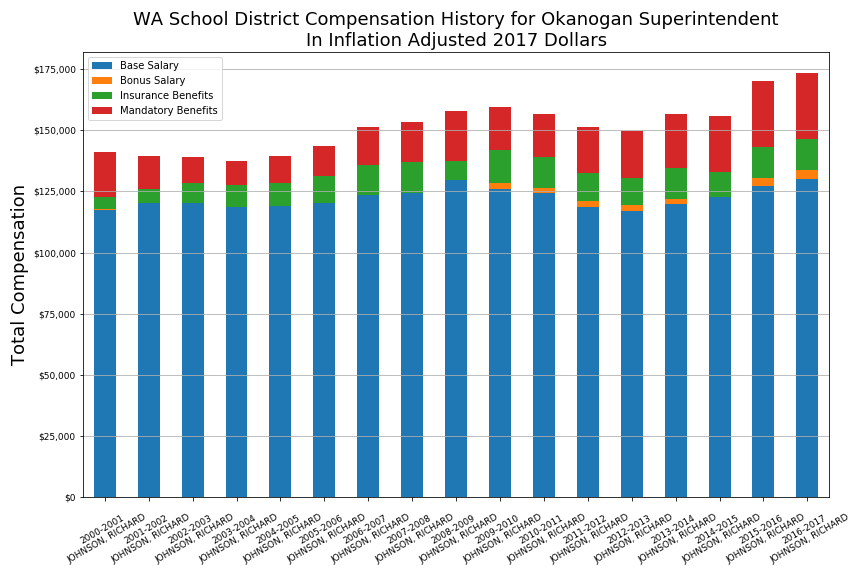 WA School District Compensation History for Okanogan Superintendent
In Inflation Adjusted 2017 Dollars
Base Salary
Bonus Salary
Insurance Benefits
Mandatory Benefits
Total Compensation
$175,000
$150,000
$125,000
$100,000
$75,000
$50,000
$25,000
$0
2000-2001
JOHNSON, RICHARD
2001-2002
JOHNSON, RICHARD
2002-2003
JOHNSON, RICHARD
2003-2004
JOHNSON, RICHARD
2004-2005
JOHNSON, RICHARD
2005-2006
JOHNSON, RICHARD
2006-2007
JOHNSON, RICHARD
2007-2008
JOHNSON, RICHARD
2008-2009
JOHNSON, RICHARD
2009-2010
JOHNSON, RICHARD
2010-2011
JOHNSON, RICHARD
2011-2012
JOHNSON, RICHARD
2012-2013
JOHNSON, RICHARD
2013-2014
JOHNSON, RICHARD
2014-2015
JOHNSON, RICHARD
2015-2016
JOHNSON, RICHARD
2016-2017
JOHNSON, RICHARD